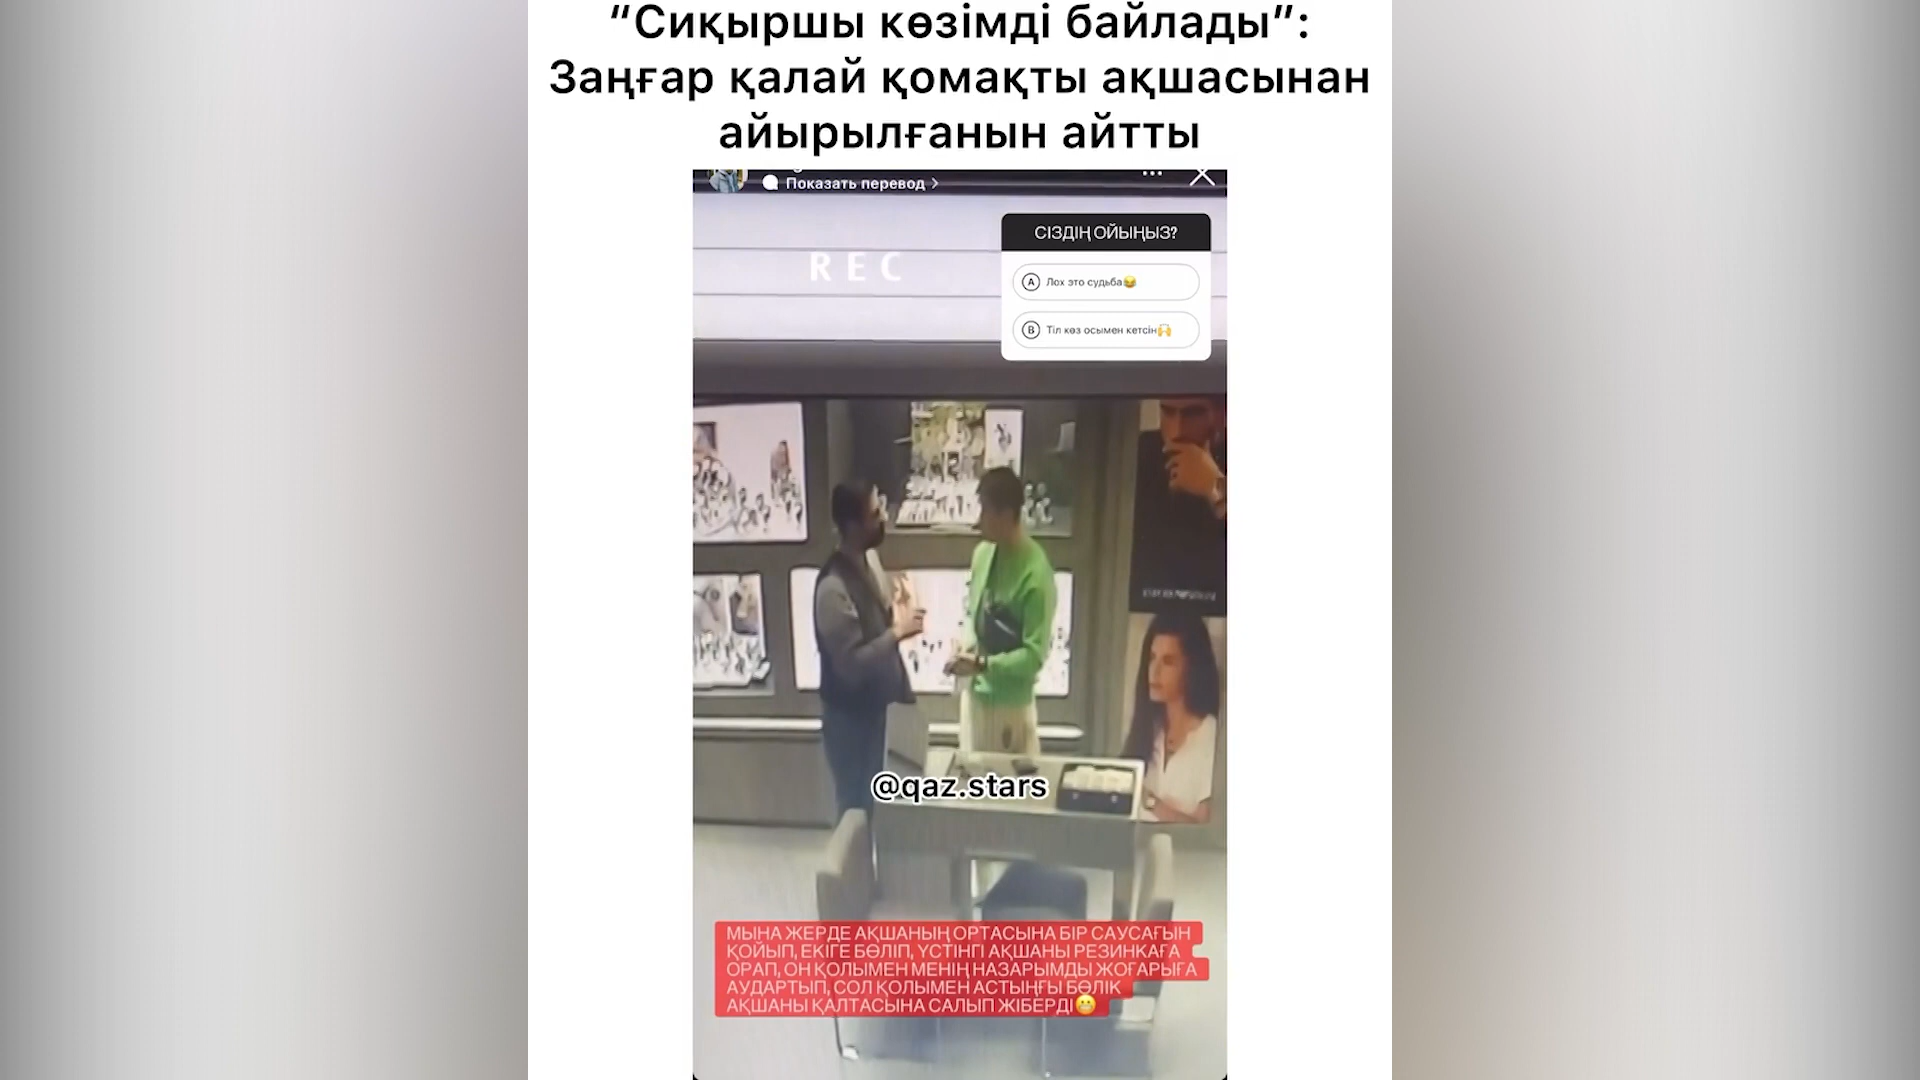 “Сиқыршы көзімді байлады”:
Заңғар қалай қомақты ақшасынан
айырылғанын айтты
Показать перевод
СІЗДІҢ ОЙЫҢЫЗ?
REC
A Лох это судьба😂
B Тіл көз осымен кетсін🙌
@qaz.stars
МЫНА ЖЕРДЕ АҚШАНЫҢ ОРТАСЫНА БІР САУСАҒЫН
ҚОЙЫП, ЕКІГЕ БӨЛІП, ҮСТІНГІ АҚШАНЫ РЕЗИНКАҒА
ОРАП, ОН ҚОЛЫМЕН МЕНІҢ НАЗАРЫМДЫ ЖОҒАРЫҒА
АУДАРТЫП, СОЛ ҚОЛЫМЕН АСТЫҢҒЫ БӨЛІК
АҚШАНЫ ҚАЛТАСЫНА САЛЫП ЖІБЕРДІ😬